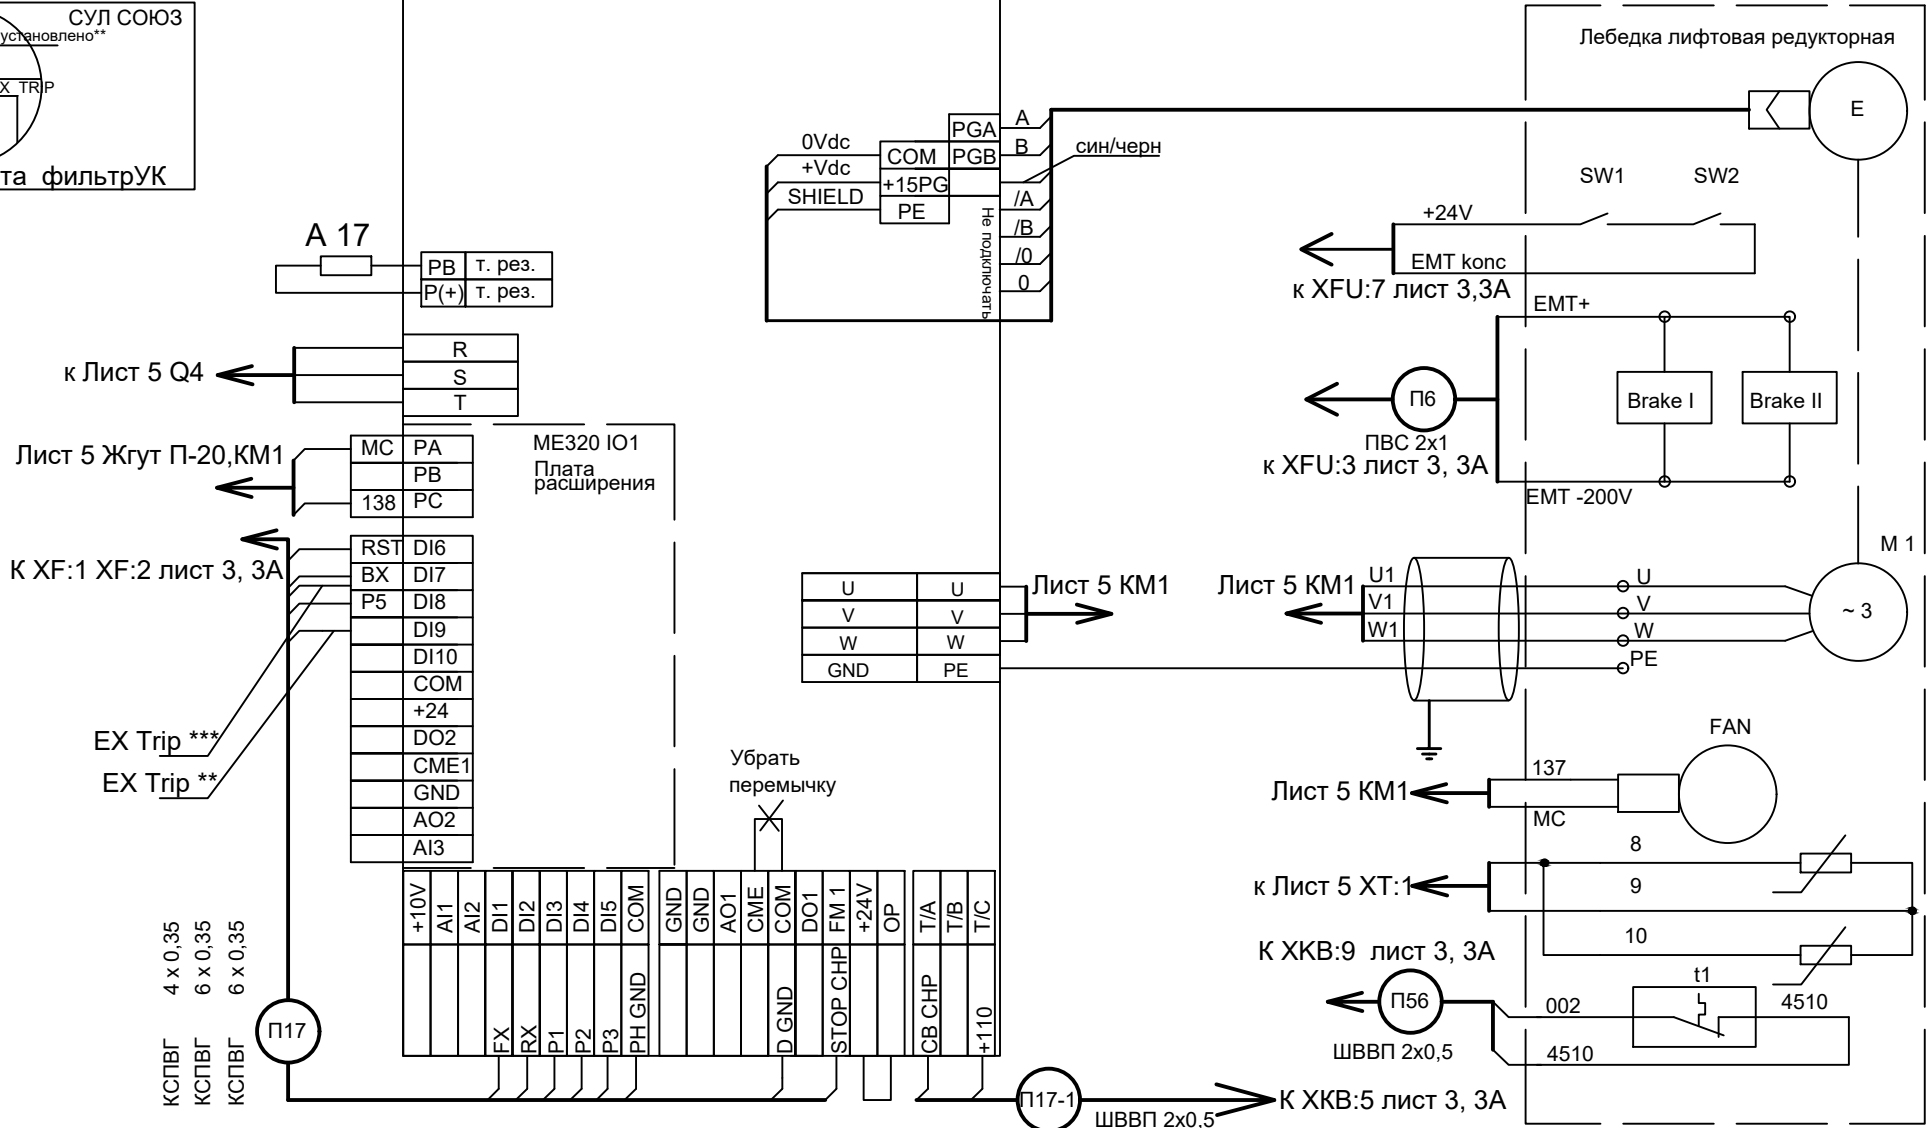 СУЛ СОЮЗ
установлено**
X TRIP
та фильтрУК
А 17
PB т. рез.
P(+) т. рез.
к Лист 5 Q4
R
S
T
Лист 5 Жгут П-20,КМ1
MC PA
PB
138 PC
ME320 IO1
Плата
расширения
К XF:1 XF:2 лист 3, 3А
RST DI6
BX DI7
P5 DI8
DI9
DI10
COM
+24
DO2
CME1
GND
AO2
AI3
EX Trip ***
EX Trip **
КСПВГ 4 x 0,35
КСПВГ 6 x 0,35
КСПВГ 6 x 0,35
П17
0Vdc
+Vdc
SHIELD
COM
+15PG
PE
PGA
PGB
A
B
син/черн
/A
/B
/0
0
Не подключать
U U
V V
W W
GND PE
Лист 5 КМ1
Убрать
перемычку
+10V
AI1
AI2
DI1
DI2
DI3
DI4
DI5
COM
GND
GND
AO1
CME
COM
DO1
FM 1
+24V
OP
T/A
T/B
T/C
FX
RX
P1
P2
P3
PH GND
D GND
STOP CHP
CB CHP
+110
П17-1
ШВВП 2x0,5
К ХКВ:5 лист 3, 3А
Лебедка лифтовая редукторная
E
SW1 SW2
+24V
EMT konc
к XFU:7 лист 3,3А
EMT+
П6
ПВС 2x1
к XFU:3 лист 3, 3А
Brake I
Brake II
EMT -200V
М 1
Лист 5 КМ1
U1
V1
W1
U
V
W
PE
~ 3
FAN
Лист 5 КМ1
137
MC
к Лист 5 ХТ:1
8
9
10
К ХКВ:9 лист 3, 3А
П56
ШВВП 2x0,5
002
t1
4510
4510